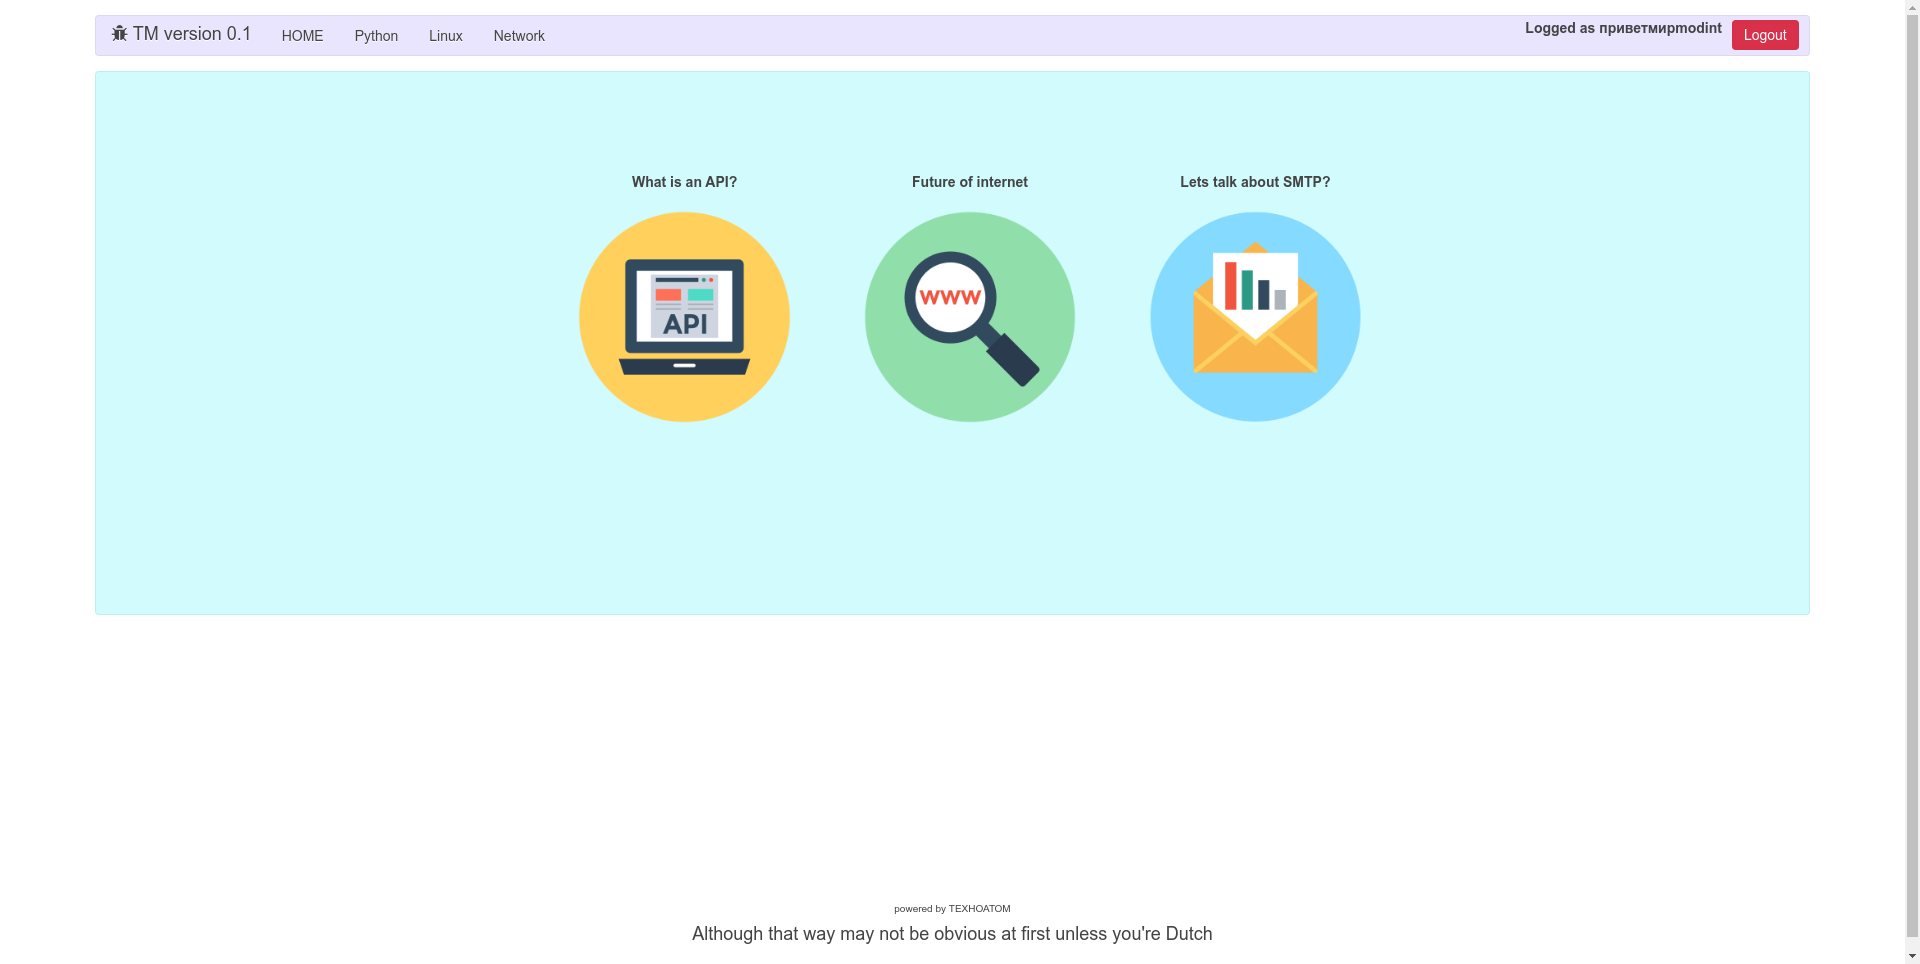 TM version 0.1 HOME Python Linux Network Logged as приветмирmodint Logout
What is an API? Future of internet Lets talk about SMTP?
API
www
powered by TEXHOATOM
Although that way may not be obvious at first unless you're Dutch